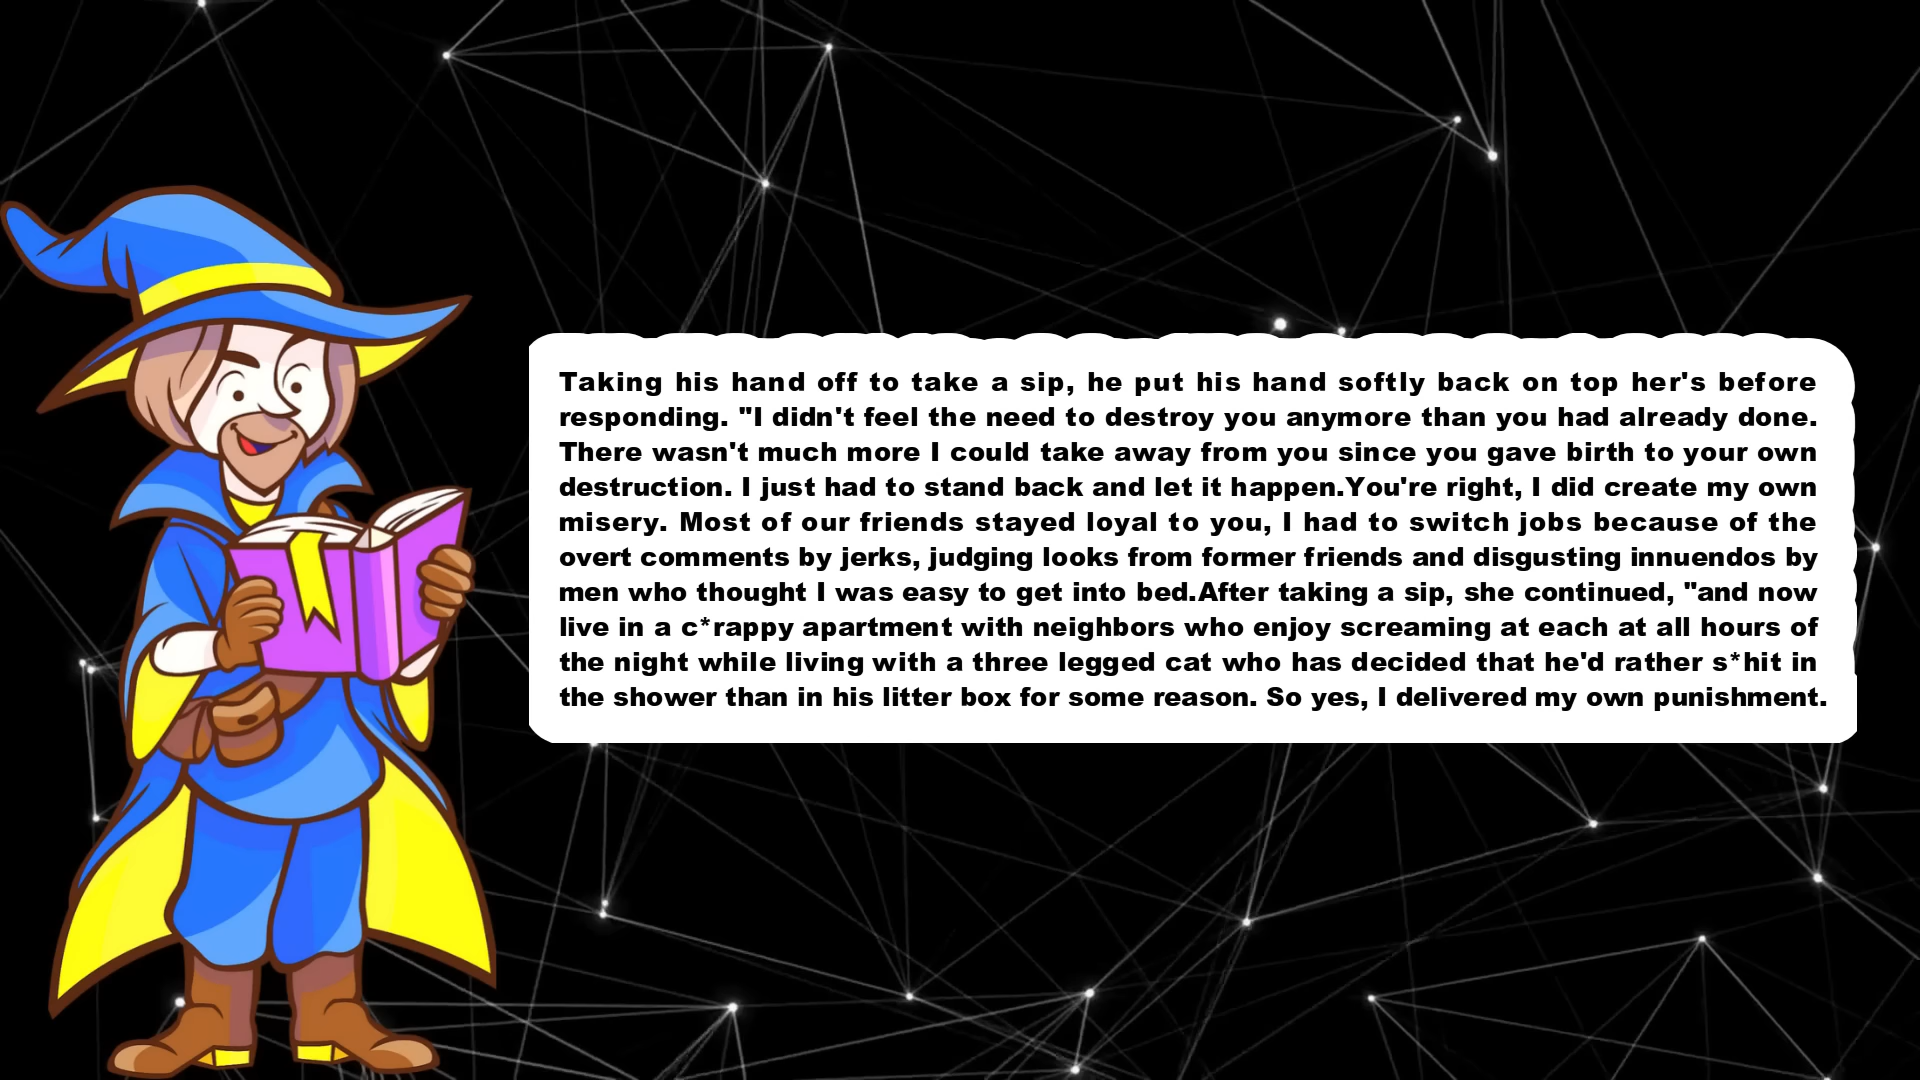 Taking his hand off to take a sip, he put his hand softly back on top her's before
responding. "I didn't feel the need to destroy you anymore than you had already done.
There wasn't much more I could take away from you since you gave birth to your own
destruction. I just had to stand back and let it happen.You're right, I did create my own
misery. Most of our friends stayed loyal to you, I had to switch jobs because of the
overt comments by jerks, judging looks from former friends and disgusting innuendos by
men who thought I was easy to get into bed.After taking a sip, she continued, "and now
live in a c*rappy apartment with neighbors who enjoy screaming at each at all hours of
the night while living with a three legged cat who has decided that he'd rather s*hit in
the shower than in his litter box for some reason. So yes, I delivered my own punishment.